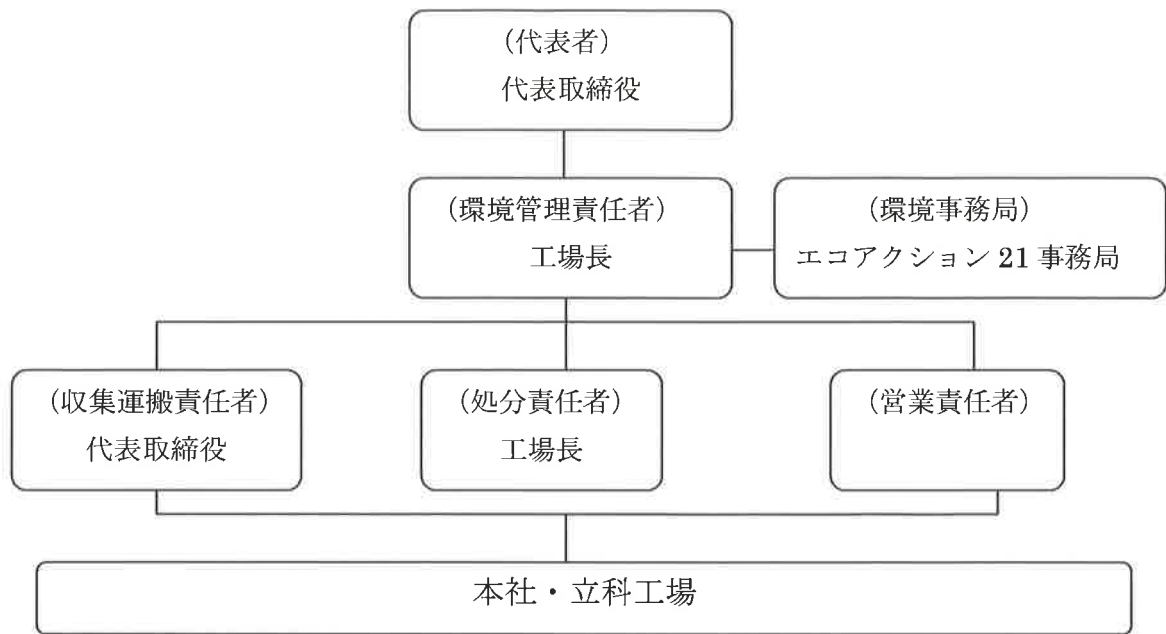 (代表者)
代表取締役
(環境管理責任者)
工場長
(環境事務局)
エコアクション 21 事務局
(収集運搬責任者)
代表取締役
(処分責任者)
工場長
(営業責任者)
本社・立科工場